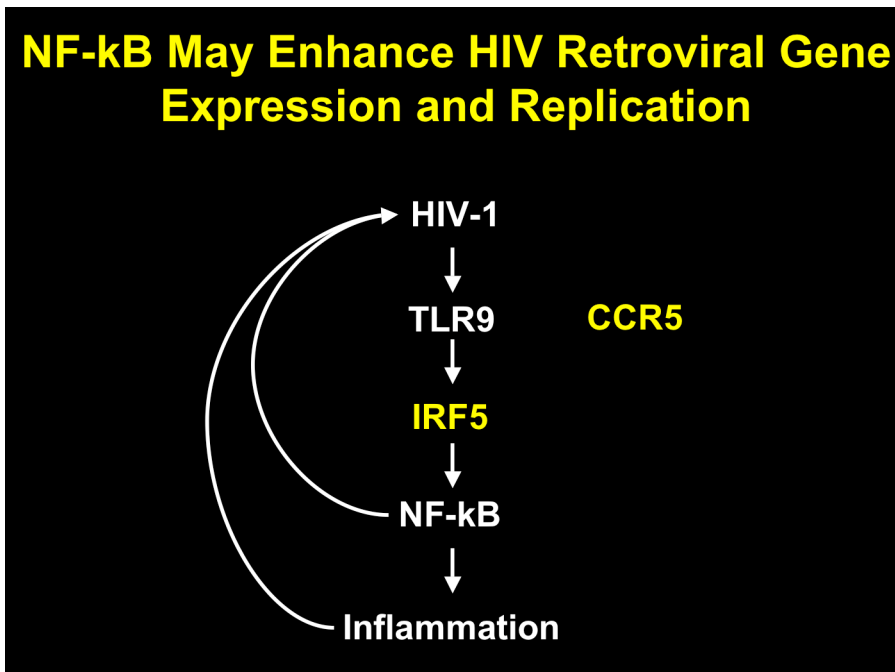 NF-kB May Enhance HIV Retroviral Gene
Expression and Replication
HIV-1
TLR9
CCR5
IRF5
NF-kB
Inflammation